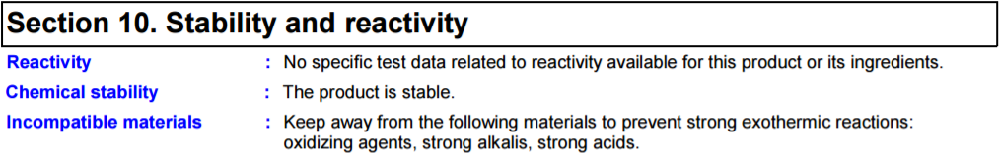 Section 10. Stability and reactivity
Reactivity : No specific test data related to reactivity available for this product or its ingredients.
Chemical stability : The product is stable.
Incompatible materials : Keep away from the following materials to prevent strong exothermic reactions:
oxidizing agents, strong alkalis, strong acids.